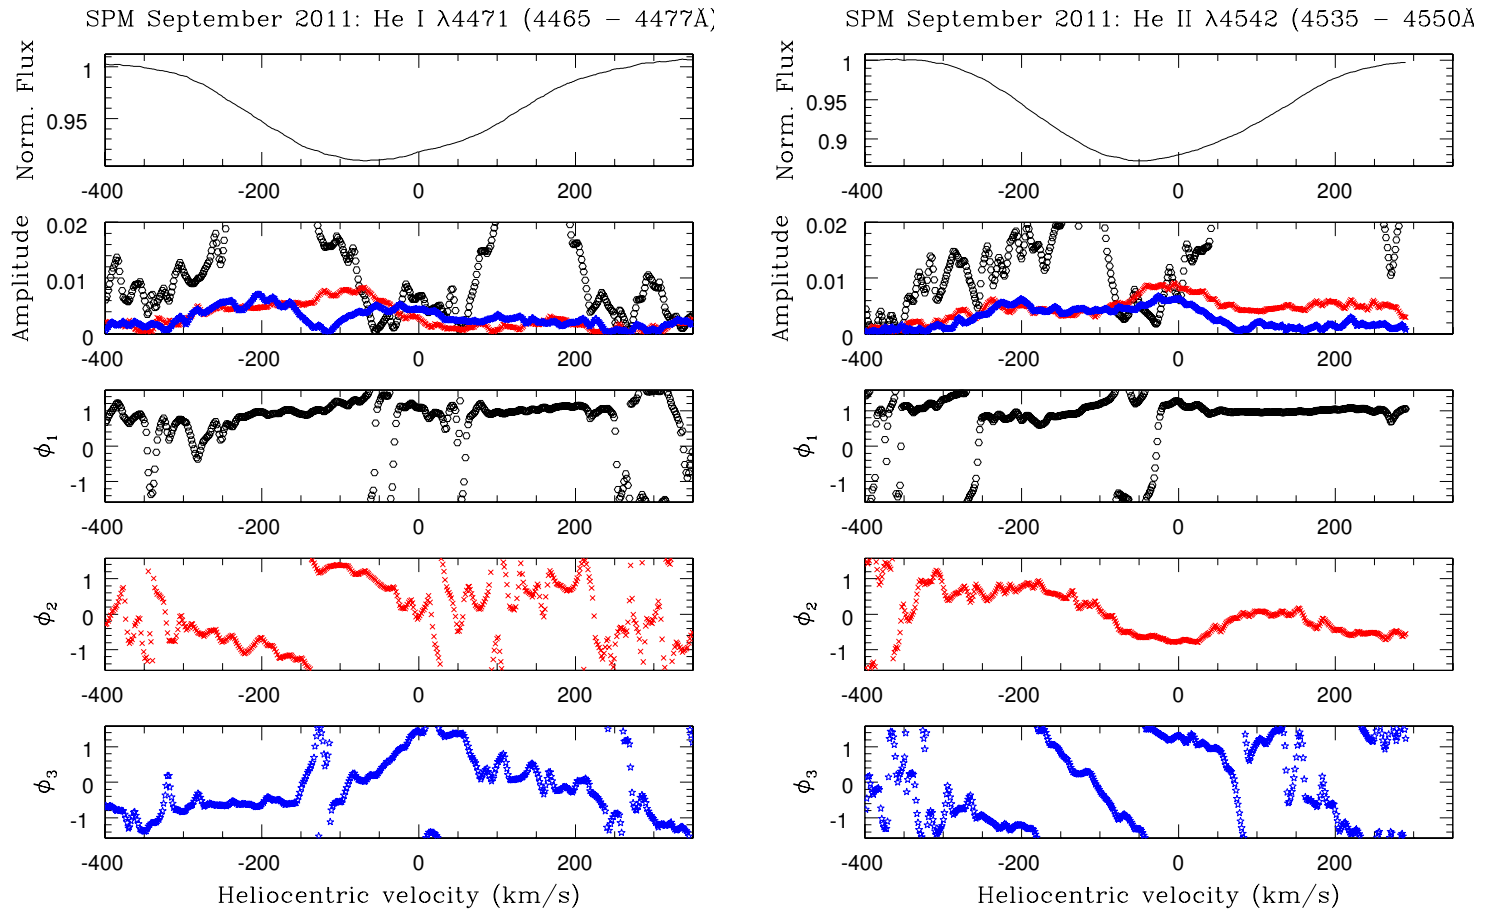 SPM September 2011: He I λ4471 (4465 − 4477Å)
Norm. Flux
1
0.95
-400 -200 0 200
Amplitude
0.02
0.01
0
-400 -200 0 200
ϕ1
1
0
-1
-400 -200 0 200
ϕ2
1
0
-1
-400 -200 0 200
ϕ3
1
0
-1
-400 -200 0 200
Heliocentric velocity (km/s)
SPM September 2011: He II λ4542 (4535 − 4550Å
Norm. Flux
1
0.95
0.9
-400 -200 0 200
Amplitude
0.02
0.01
0
-400 -200 0 200
ϕ1
1
0
-1
-400 -200 0 200
ϕ2
1
0
-1
-400 -200 0 200
ϕ3
1
0
-1
-400 -200 0 200
Heliocentric velocity (km/s)